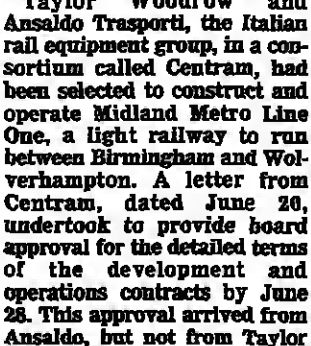 Taylor Woodrow and
Ansaldo Trasporti, the Italian
rail equipment group, in a con-
sortium called Centram, had
been selected to construct and
operate Midland Metro Line
One, a light railway to run
between Birmingham and Wol-
verhampton. A letter from
Centram, dated June 20,
undertook to provide board
approval for the detailed terms
of the development and
operations contracts by June
28. This approval arrived from
Ansaldo, but not from Taylor